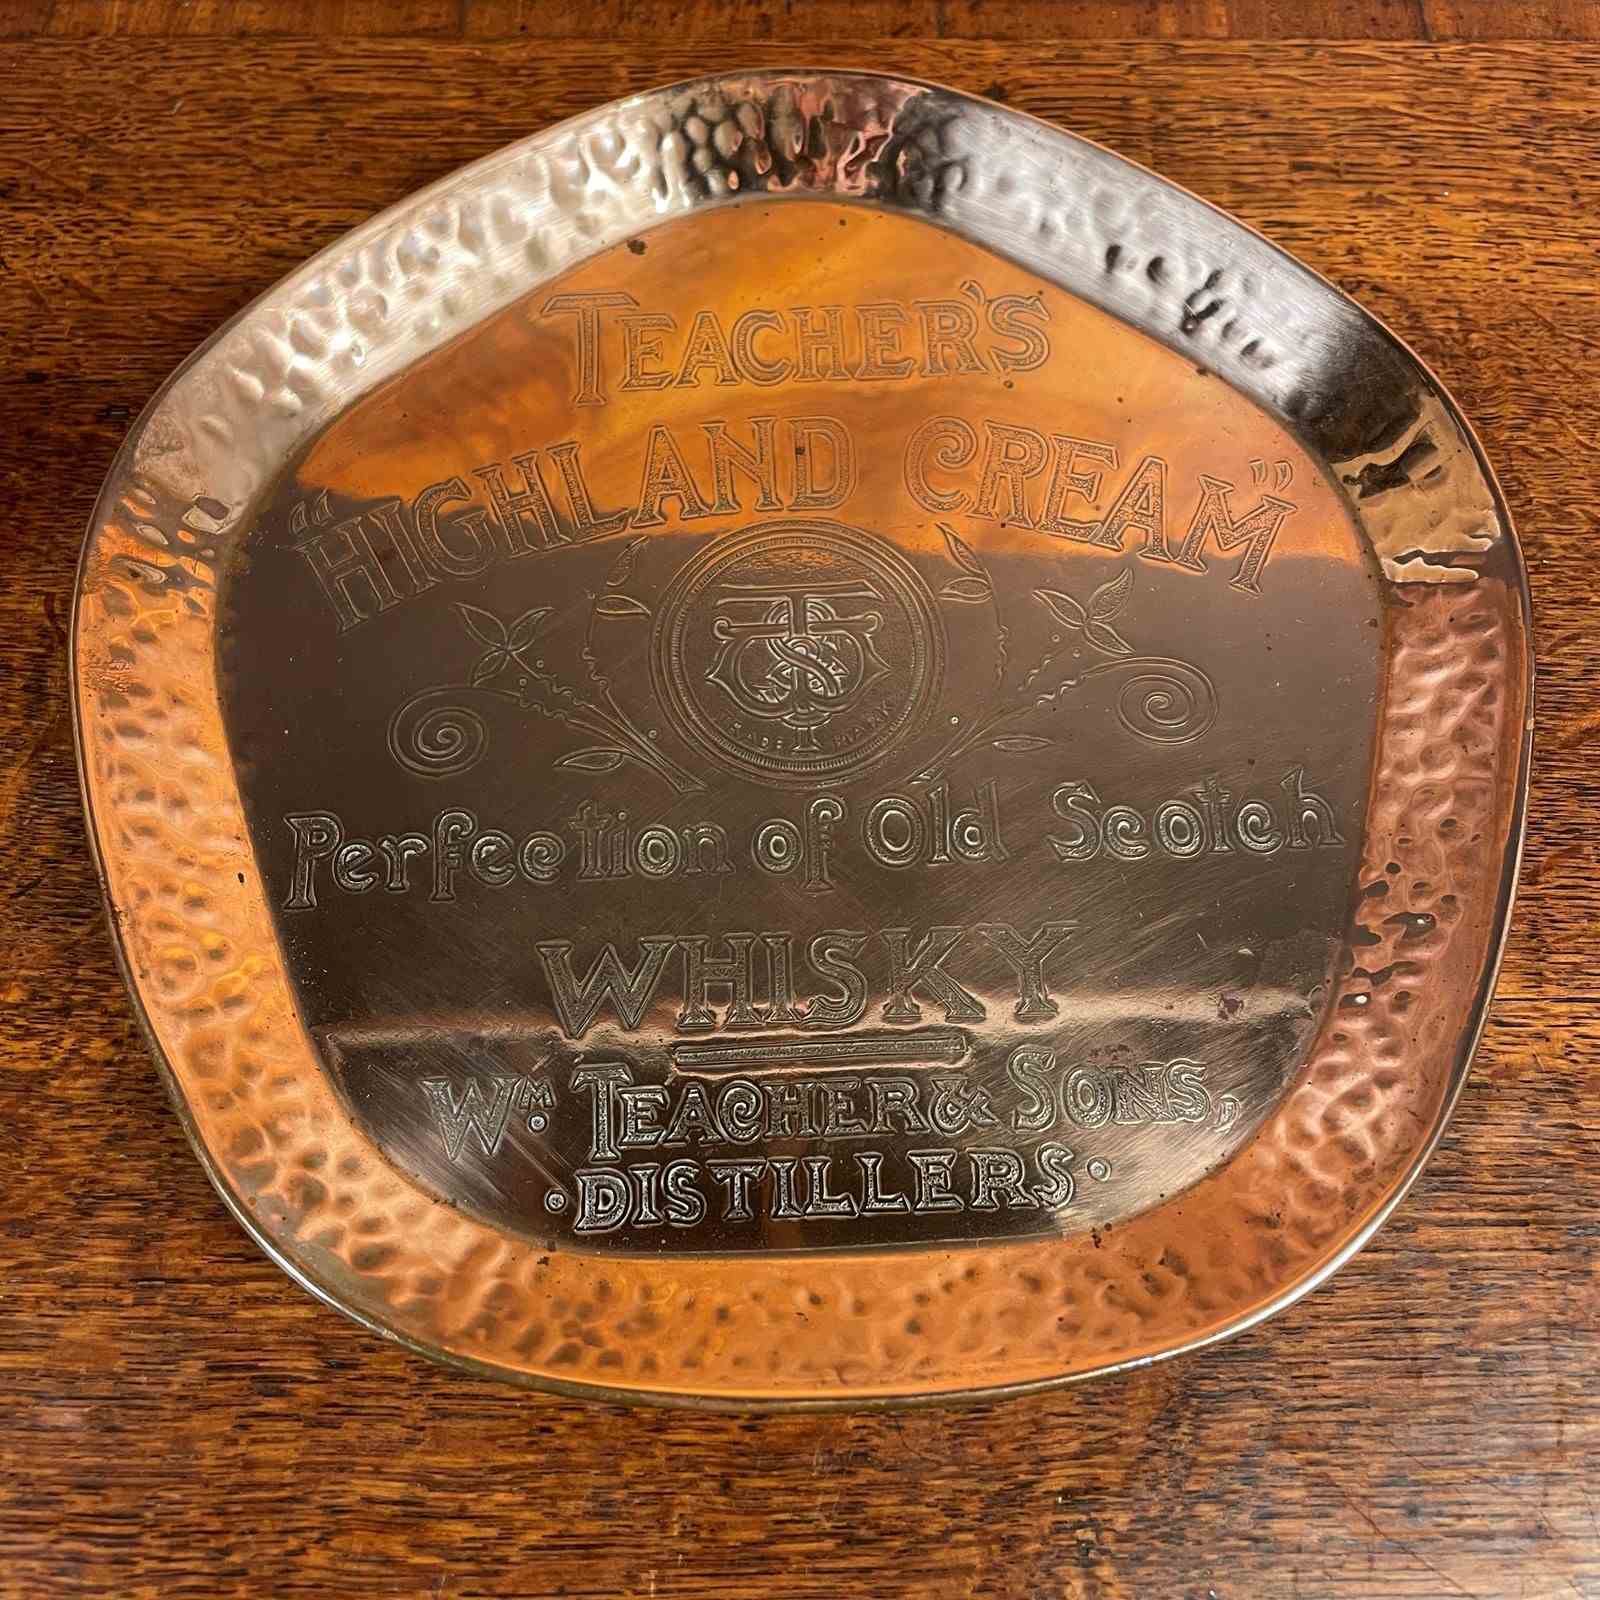 TEACHER'S
"HIGHLAND CREAM"
TRADE MARK
Perfection of Old Scotch
WHISKY
WM. TEACHER & SONS,
·DISTILLERS·